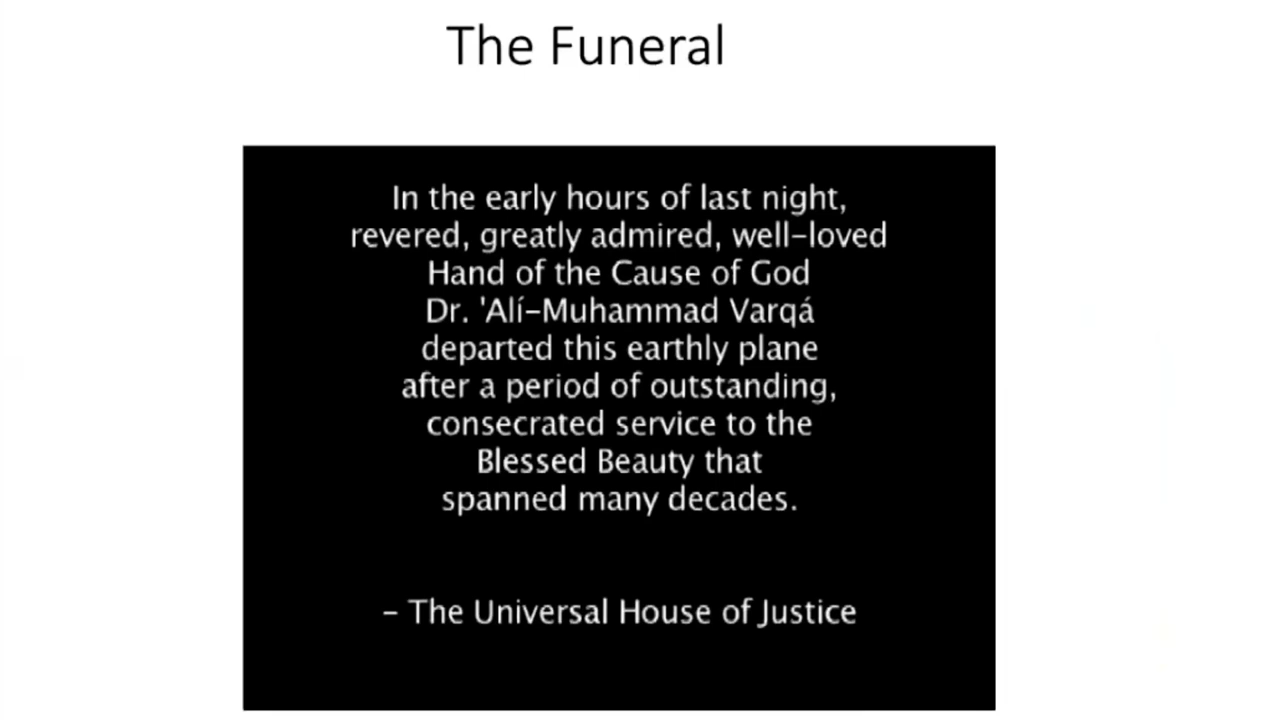 The Funeral
In the early hours of last night,
revered, greatly admired, well-loved
Hand of the Cause of God
Dr. 'Alí-Muhammad Varqá
departed this earthly plane
after a period of outstanding,
consecrated service to the
Blessed Beauty that
spanned many decades.
- The Universal House of Justice